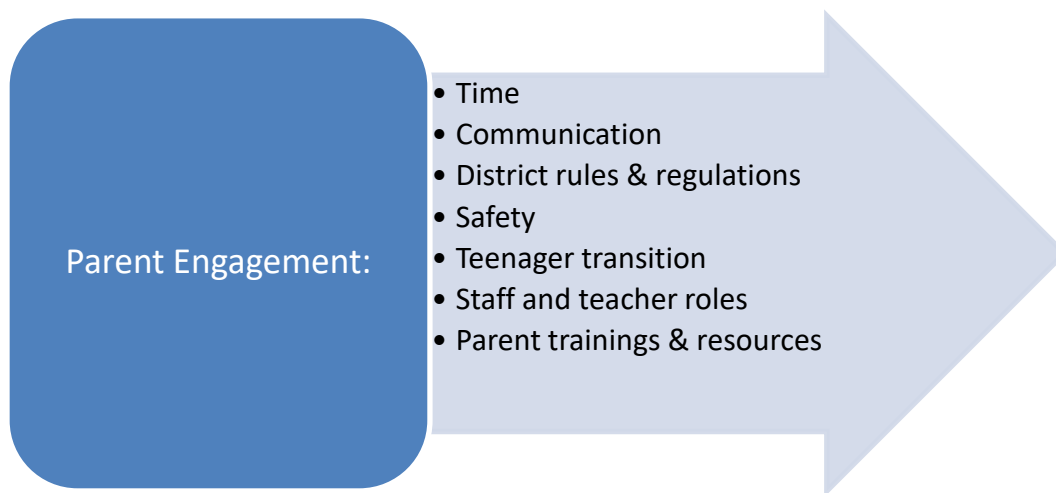 Parent Engagement:
• Time
• Communication
• District rules & regulations
• Safety
• Teenager transition
• Staff and teacher roles
• Parent trainings & resources